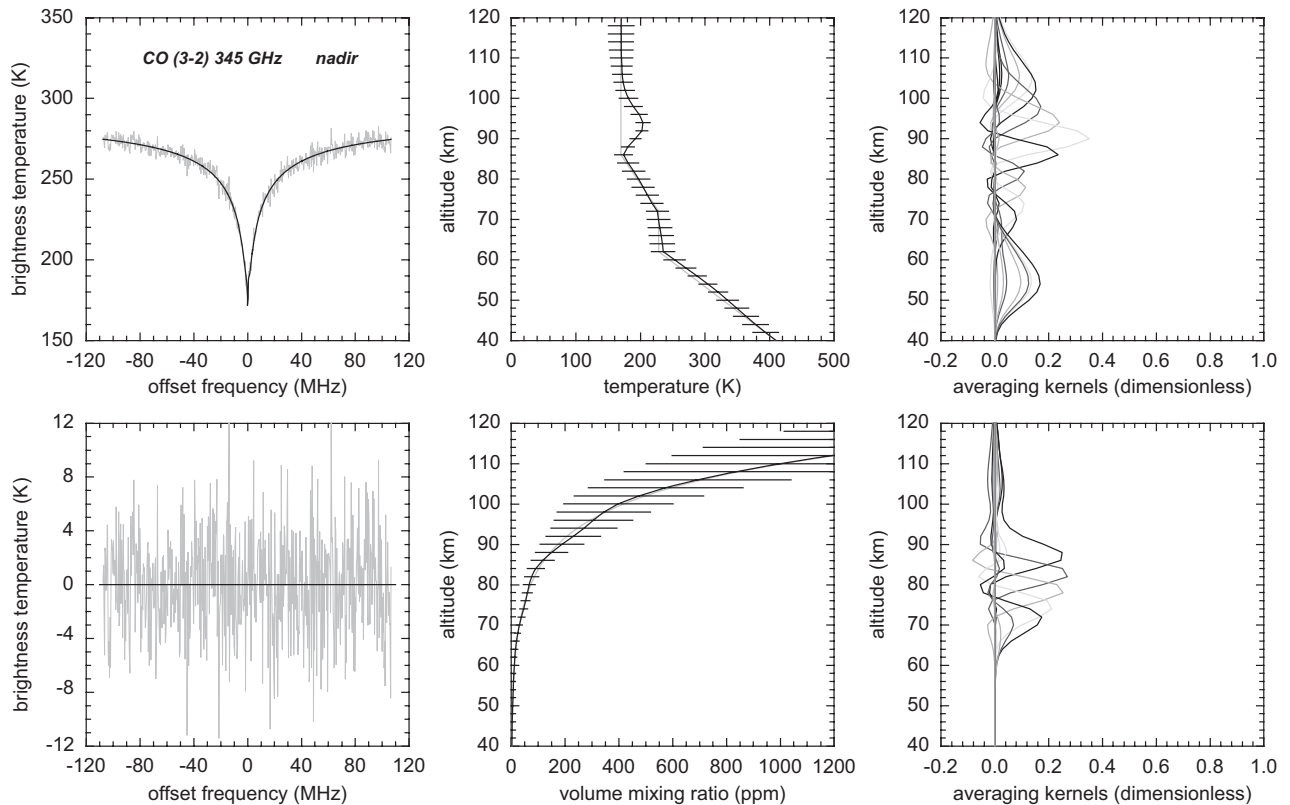 350
300
250
200
150
brightness temperature (K)
CO (3-2) 345 GHz nadir
-120 -80 -40 0 40 80 120
offset frequency (MHz)
120
110
100
90
80
70
60
50
40
altitude (km)
0 100 200 300 400 500
temperature (K)
120
110
100
90
80
70
60
50
40
altitude (km)
-0.2 0.0 0.2 0.4 0.6 0.8 1.0
averaging kernels (dimensionless)
12
8
4
0
-4
-8
-12
brightness temperature (K)
-120 -80 -40 0 40 80 120
offset frequency (MHz)
120
110
100
90
80
70
60
50
40
altitude (km)
0 200 400 600 800 1000 1200
volume mixing ratio (ppm)
120
110
100
90
80
70
60
50
40
altitude (km)
-0.2 0.0 0.2 0.4 0.6 0.8 1.0
averaging kernels (dimensionless)